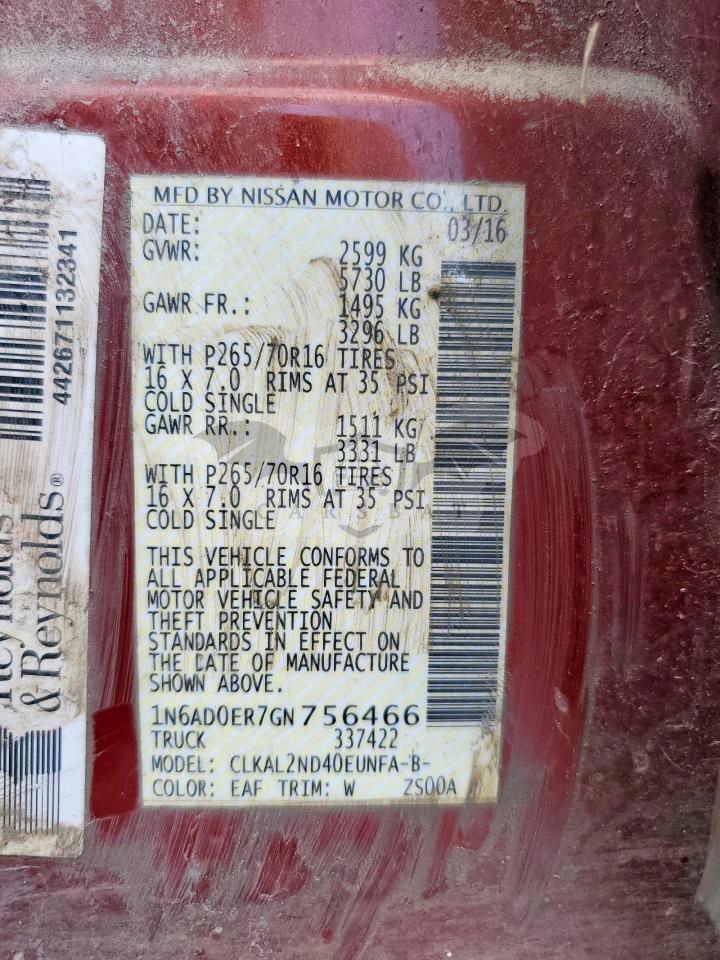 MFD BY NISSAN MOTOR CO., LTD.
DATE: 03/16
GVWR: 2599 KG
5730 LB
GAWR FR.: 1495 KG
3296 LB
WITH P265/70R16 TIRES
16 X 7.0 RIMS AT 35 PSI
COLD SINGLE
GAWR RR.: 1511 KG
3331 LB
WITH P265/70R16 TIRES
16 X 7.0 RIMS AT 35 PSI
COLD SINGLE
THIS VEHICLE CONFORMS TO
ALL APPLICABLE FEDERAL
MOTOR VEHICLE SAFETY AND
THEFT PREVENTION
STANDARDS IN EFFECT ON
THE DATE OF MANUFACTURE
SHOWN ABOVE.
1N6AD0ER7GN756466
TRUCK 337422
MODEL: CLKAL2ND40EUNFA-B-
COLOR: EAF TRIM: W ZS00A
442671132341
Reynolds
& Reynolds®